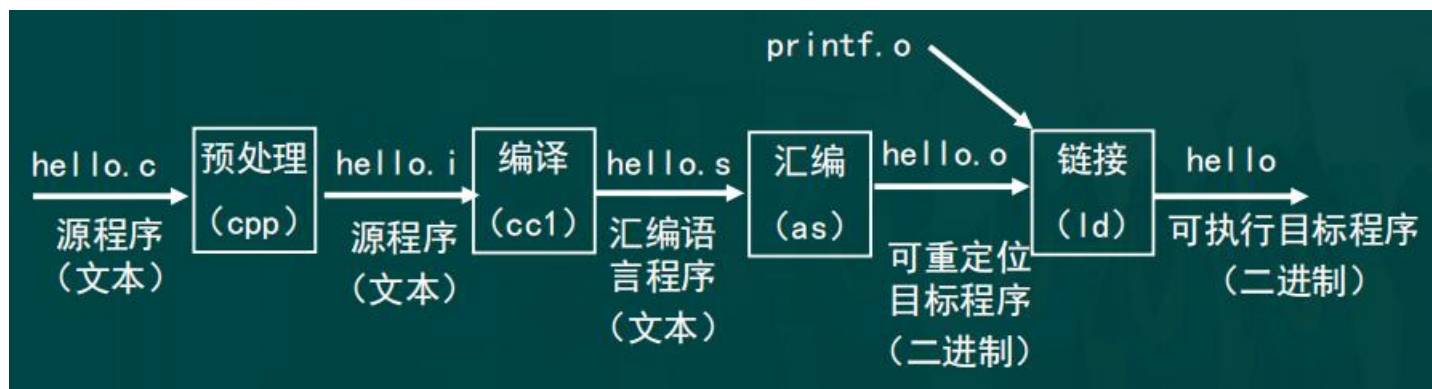 printf.o
hello.c
预处理
(cpp)
hello.i
编译
(cc1)
hello.s
汇编
(as)
hello.o
链接
(ld)
hello
源程序
(文本)
源程序
(文本)
汇编语
言程序
(文本)
可重定位
目标程序
(二进制)
可执行目标程序
(二进制)